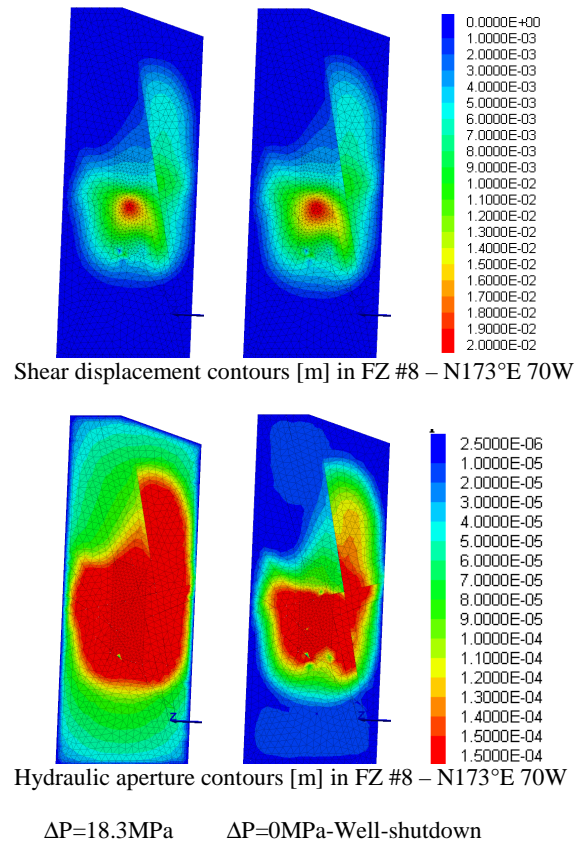 0.0000E+00
1.0000E-03
2.0000E-03
3.0000E-03
4.0000E-03
5.0000E-03
6.0000E-03
7.0000E-03
8.0000E-03
9.0000E-03
1.0000E-02
1.1000E-02
1.2000E-02
1.3000E-02
1.4000E-02
1.5000E-02
1.6000E-02
1.7000E-02
1.8000E-02
1.9000E-02
2.0000E-02
Shear displacement contours [m] in FZ #8 – N173°E 70W
2.5000E-06
1.0000E-05
2.0000E-05
3.0000E-05
4.0000E-05
5.0000E-05
6.0000E-05
7.0000E-05
8.0000E-05
9.0000E-05
1.0000E-04
1.1000E-04
1.2000E-04
1.3000E-04
1.4000E-04
1.5000E-04
1.5000E-04
Z
Z
Hydraulic aperture contours [m] in FZ #8 – N173°E 70W
ΔP=18.3MPa ΔP=0MPa-Well-shutdown